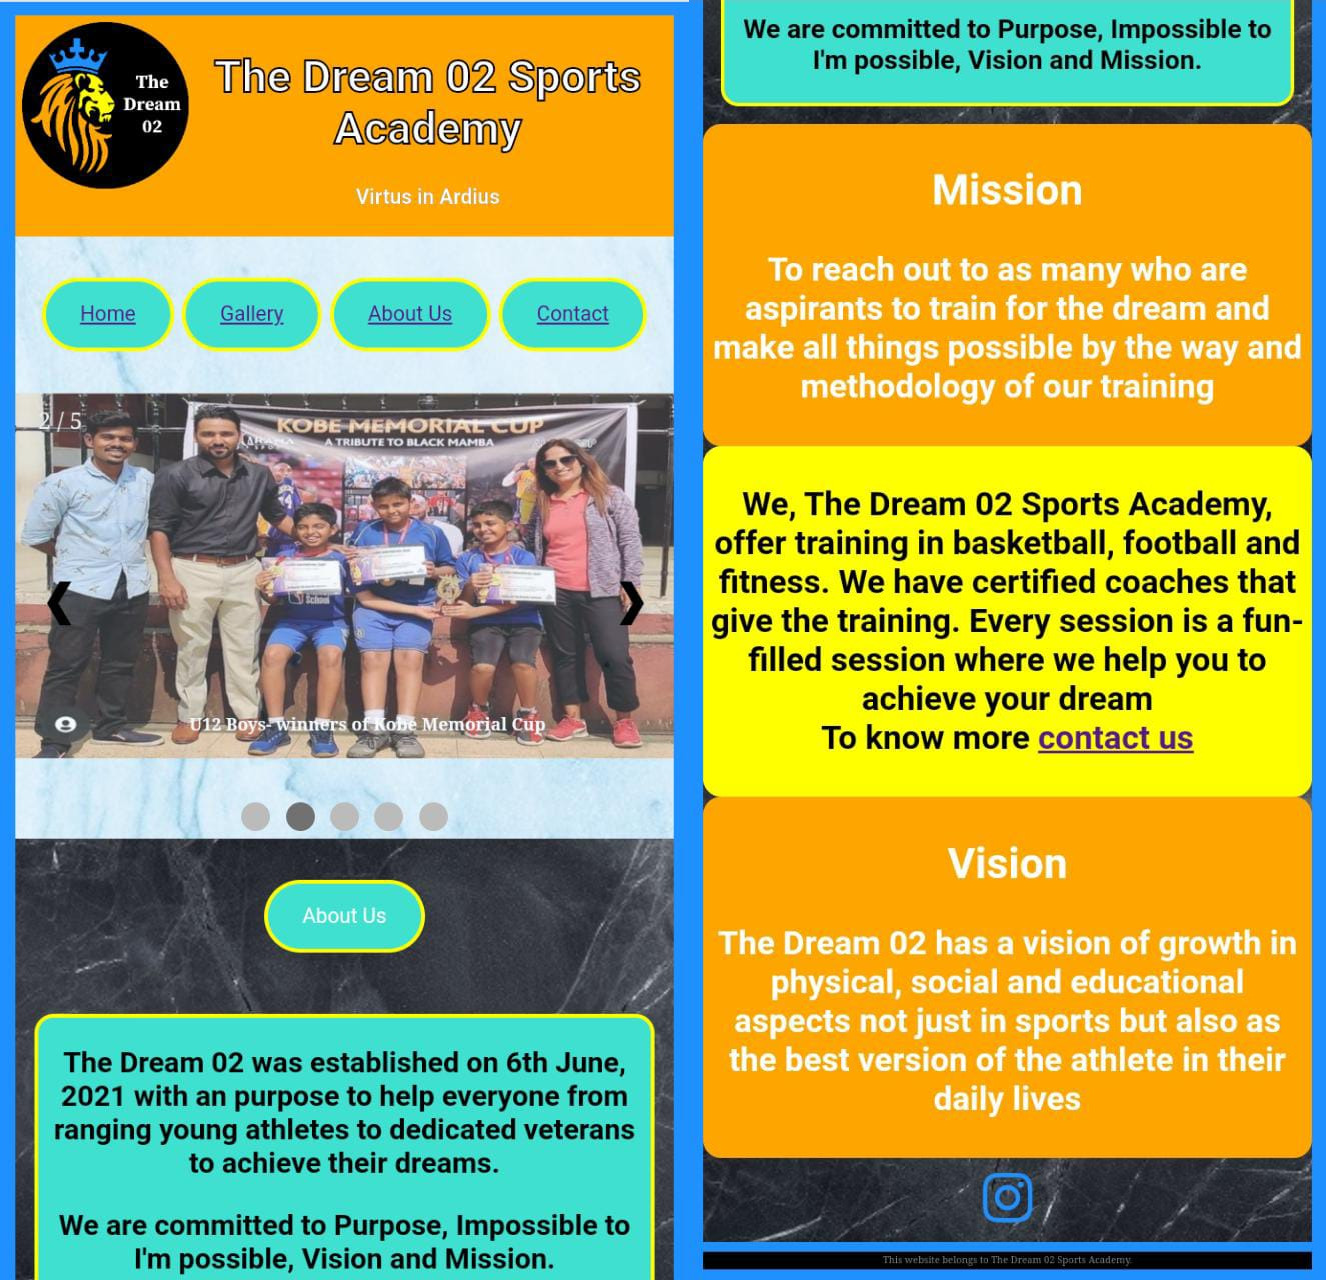 The
Dream
02
The Dream 02 Sports
Academy
Virtus in Ardius
Home
Gallery
About Us
Contact
2 / 5
KOBE MEMORIAL CUP
A TRIBUTE TO BLACK MAMBA
School
U12 Boys- winners of Kobe Memorial Cup
❮
❯
About Us
The Dream 02 was established on 6th June,
2021 with an purpose to help everyone from
ranging young athletes to dedicated veterans
to achieve their dreams.
We are committed to Purpose, Impossible to
I'm possible, Vision and Mission.
We are committed to Purpose, Impossible to
I'm possible, Vision and Mission.
Mission
To reach out to as many who are
aspirants to train for the dream and
make all things possible by the way and
methodology of our training
We, The Dream 02 Sports Academy,
offer training in basketball, football and
fitness. We have certified coaches that
give the training. Every session is a fun-
filled session where we help you to
achieve your dream
To know more contact us
Vision
The Dream 02 has a vision of growth in
physical, social and educational
aspects not just in sports but also as
the best version of the athlete in their
daily lives
This website belongs to The Dream 02 Sports Academy.